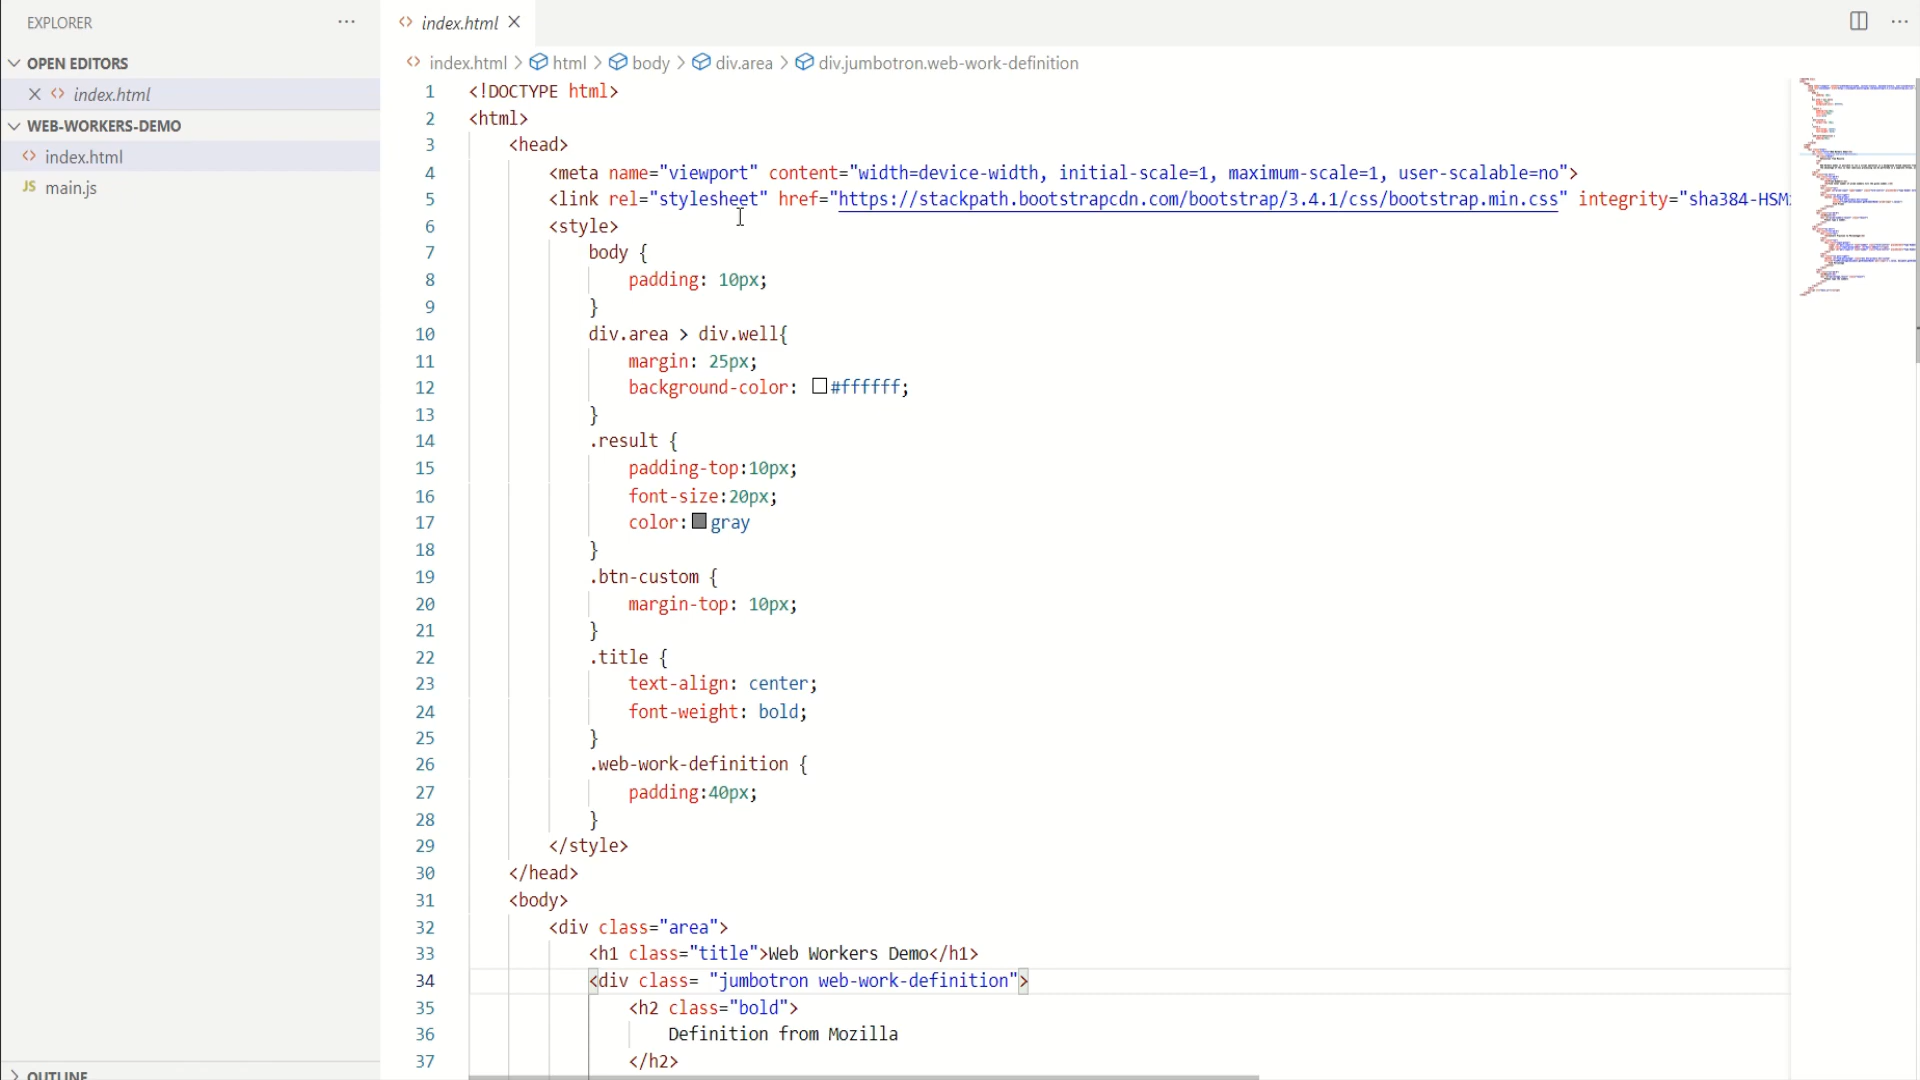 EXPLORER
OPEN EDITORS
index.html
WEB-WORKERS-DEMO
index.html
JS main.js
OUTLINE
index.html
index.html > html > body > div.area > div.jumbotron.web-work-definition
1 <!DOCTYPE html>
2 <html>
3 <head>
4 <meta name="viewport" content="width=device-width, initial-scale=1, maximum-scale=1, user-scalable=no">
5 <link rel="stylesheet" href="https://stackpath.bootstrapcdn.com/bootstrap/3.4.1/css/bootstrap.min.css" integrity="sha384-HSM
6 <style>
7 body {
8 padding: 10px;
9 }
10 div.area > div.well{
11 margin: 25px;
12 background-color: #ffffff;
13 }
14 .result {
15 padding-top:10px;
16 font-size:20px;
17 color:gray
18 }
19 .btn-custom {
20 margin-top: 10px;
21 }
22 .title {
23 text-align: center;
24 font-weight: bold;
25 }
26 .web-work-definition {
27 padding:40px;
28 }
29 </style>
30 </head>
31 <body>
32 <div class="area">
33 <h1 class="title">Web Workers Demo</h1>
34 <div class= "jumbotron web-work-definition">
35 <h2 class="bold">
36 Definition from Mozilla
37 </h2>